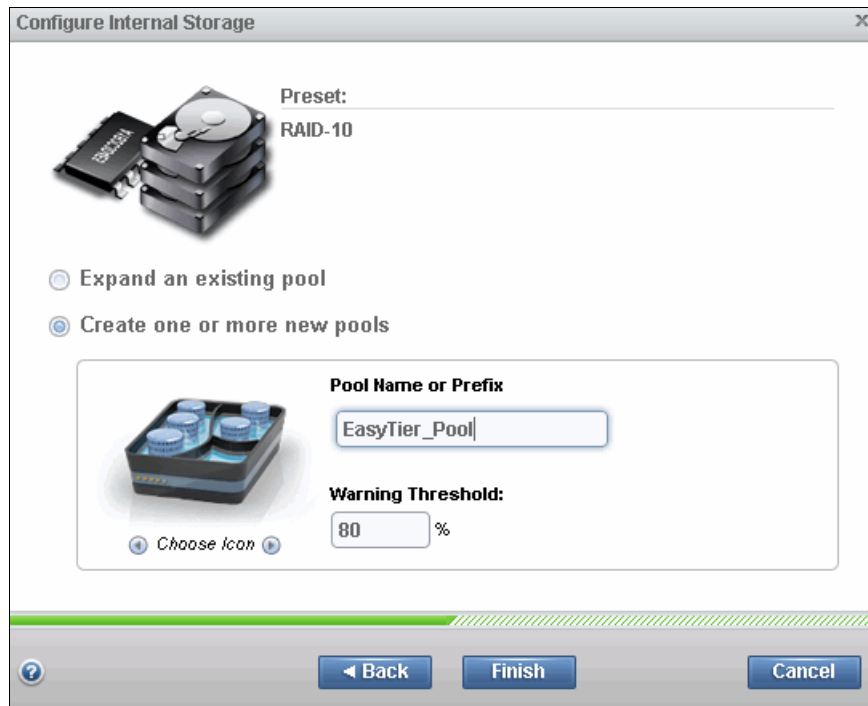 Configure Internal Storage
Preset:
RAID-10
Expand an existing pool
Create one or more new pools
Pool Name or Prefix
EasyTier_Pool
Warning Threshold:
80 %
Choose Icon
Back
Finish
Cancel